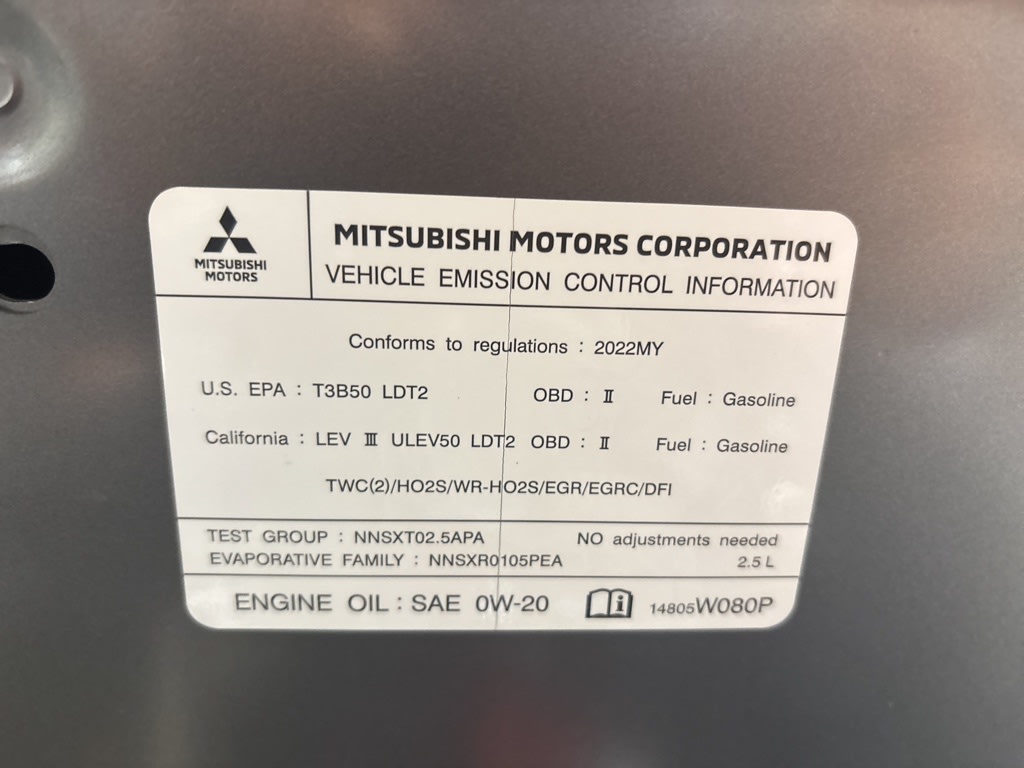 MITSUBISHI
MOTORS
MITSUBISHI MOTORS CORPORATION
VEHICLE EMISSION CONTROL INFORMATION
Conforms to regulations : 2022MY
U.S. EPA : T3B50 LDT2 OBD : Ⅱ Fuel : Gasoline
California : LEV Ⅲ ULEV50 LDT2 OBD : Ⅱ Fuel : Gasoline
TWC(2)/HO2S/WR-HO2S/EGR/EGRC/DFI
TEST GROUP : NNSXT02.5APA NO adjustments needed
EVAPORATIVE FAMILY : NNSXR0105PEA 2.5 L
ENGINE OIL : SAE 0W-20 i 14805W080P